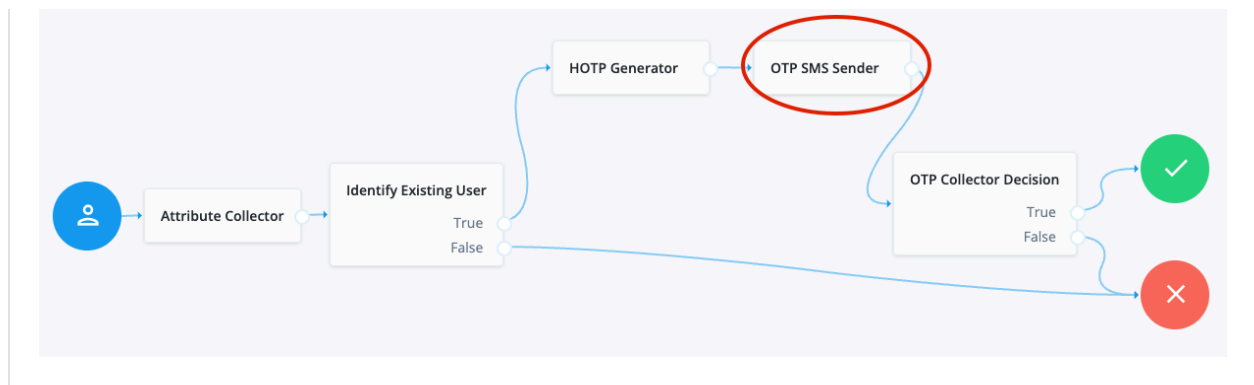 HOTP Generator
OTP SMS Sender
OTP Collector Decision
True
False
Identify Existing User
True
False
Attribute Collector